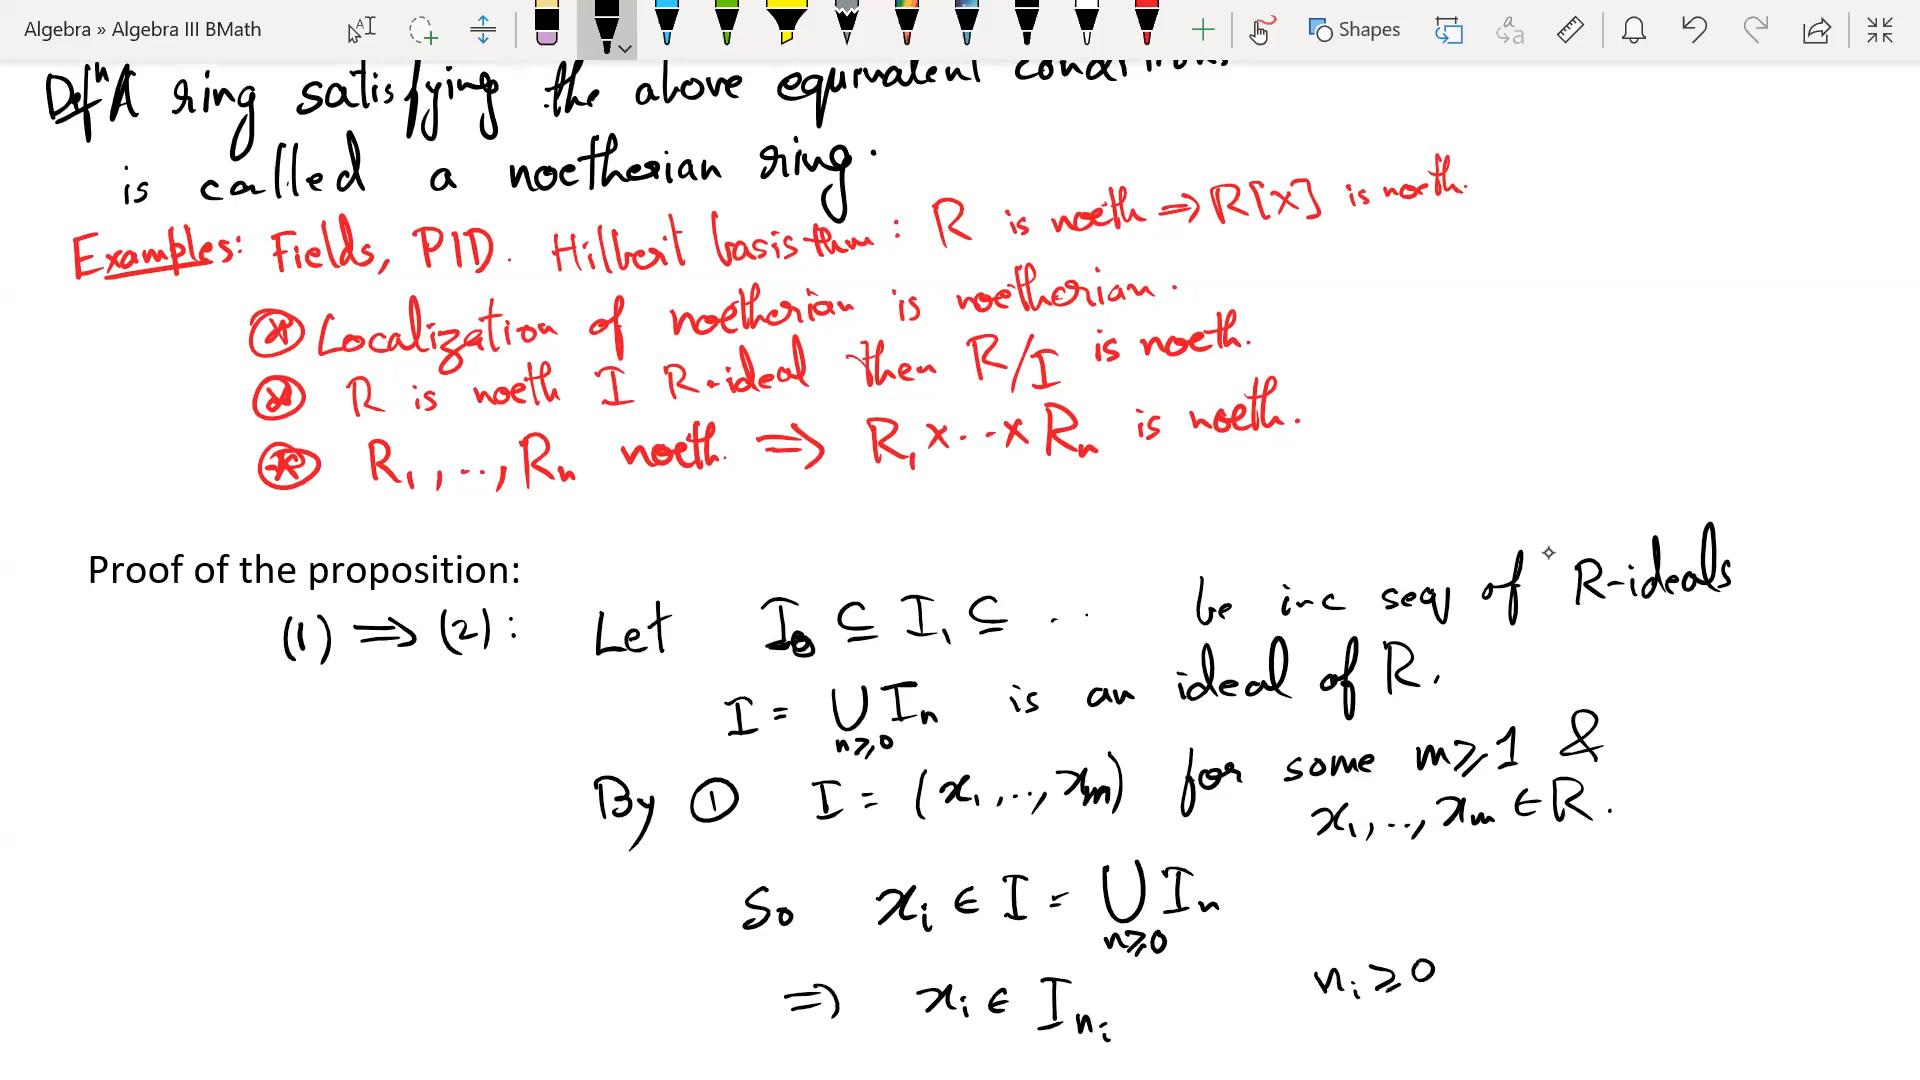 Algebra » Algebra III BMath
Shapes
Defⁿ A ring satisfying the above equivalent conditions
is called a noetherian ring.
Examples: Fields, PID. Hilbert basis thm: R is noeth ⇒ R[X] is noeth.
⊛ Localization of noetherian is noetherian.
⊛ R is noeth I R-ideal then R/I is noeth.
⊛ R₁, .., Rₙ noeth. ⇒ R₁ x..x Rₙ is noeth.
Proof of the proposition:
(1) ⇒ (2): Let I₀ ⊆ I₁ ⊆ ... be inc seq of R-ideals
I = ⋃_{n≥0} Iₙ is an ideal of R.
By ① I = (x₁, .., xₘ) for some m≥1 &
x₁, .., xₘ ∈ R.
So xᵢ ∈ I = ⋃_{n≥0} Iₙ
⇒ xᵢ ∈ I_{nᵢ} nᵢ ≥ 0